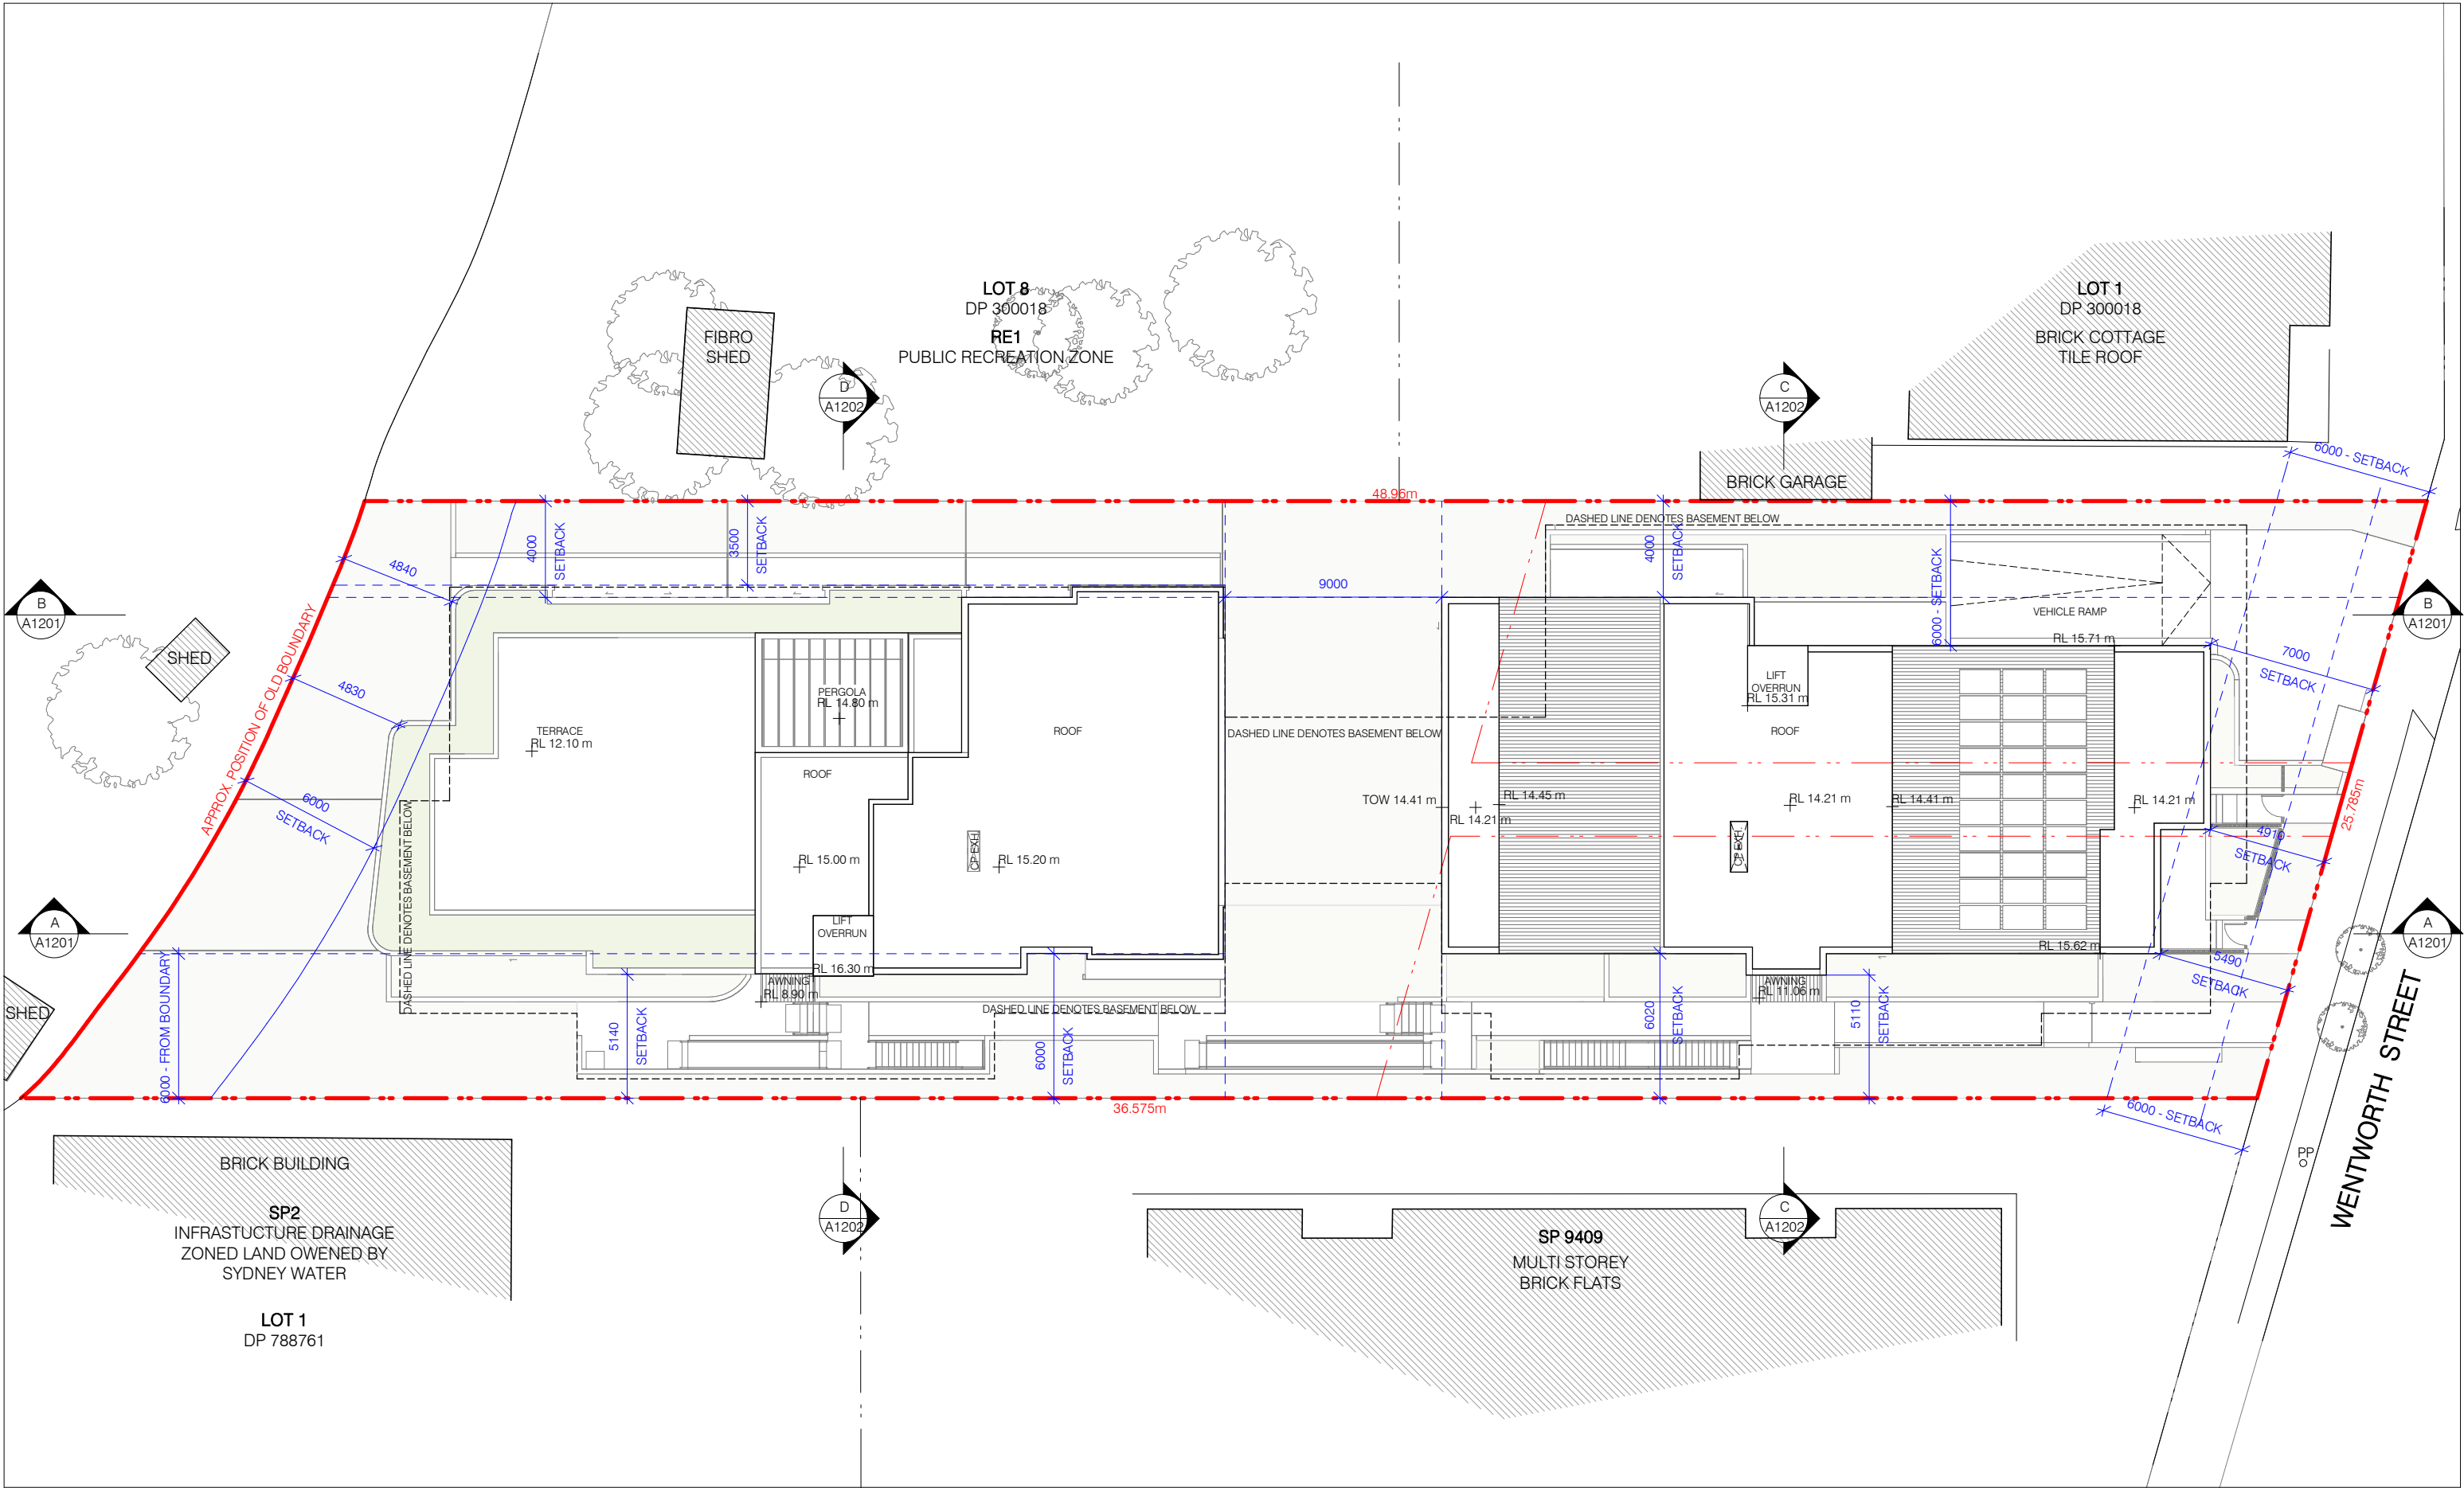 LOT 8
DP 300018
RE1
PUBLIC RECREATION ZONE
FIBRO
SHED
D
A1202
C
A1202
LOT 1
DP 300018
BRICK COTTAGE
TILE ROOF
BRICK GARAGE
6000 - SETBACK
48.96m
DASHED LINE DENOTES BASEMENT BELOW
4000
SETBACK
3500
SETBACK
4000
SETBACK
6000 - SETBACK
4840
9000
B
A1201
B
A1201
VEHICLE RAMP
RL 15.71 m
SHED
APPROX. POSITION OF OLD BOUNDARY
4830
7000
SETBACK
PERGOLA
RL 14.80 m
LIFT
OVERRUN
RL 15.31 m
TERRACE
RL 12.10 m
ROOF
DASHED LINE DENOTES BASEMENT BELOW
ROOF
ROOF
6000
SETBACK
TOW 14.41 m
RL 14.45 m
RL 14.21 m
RL 14.21 m
RL 14.41 m
RL 14.21 m
25.785m
4910
SETBACK
CP EXH
CP EXH
RL 15.00 m
RL 15.20 m
DASHED LINE DENOTES BASEMENT BELOW
A
A1201
A
A1201
LIFT
OVERRUN
RL 16.30 m
RL 15.62 m
5490
SETBACK
AWNING
RL 8.90 m
AWNING
RL 11.06 m
SHED
DASHED LINE DENOTES BASEMENT BELOW
6000 - FROM BOUNDARY
5140
SETBACK
6000
SETBACK
6020
SETBACK
5110
SETBACK
36.575m
6000 - SETBACK
WENTWORTH STREET
PP
BRICK BUILDING
SP2
INFRASTUCTURE DRAINAGE
ZONED LAND OWENED BY
SYDNEY WATER
LOT 1
DP 788761
D
A1202
C
A1202
SP 9409
MULTI STOREY
BRICK FLATS